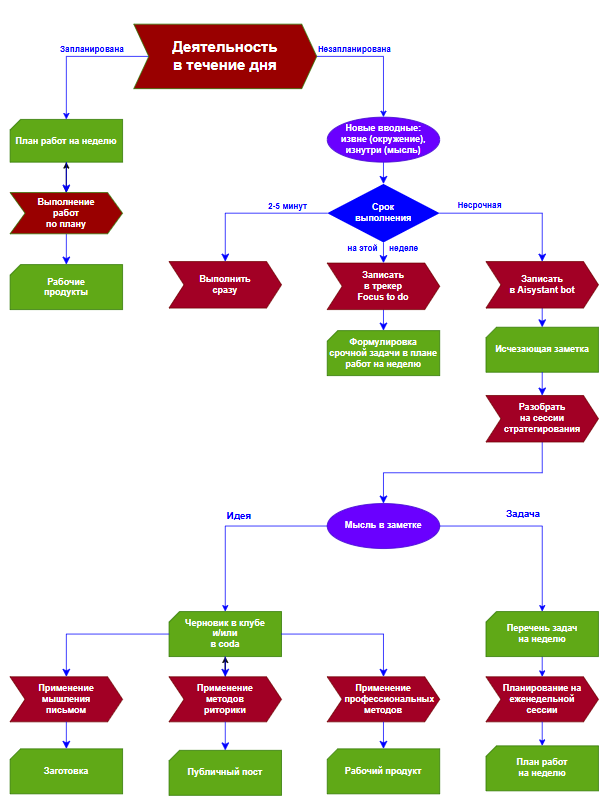 Деятельность
в течение дня
Запланирована
Незапланирована
План работ на неделю
Новые вводные:
извне (окружение),
изнутри (мысль)
Выполнение
работ
по плану
Срок
выполнения
2-5 минут
Несрочная
на этой неделе
Рабочие
продукты
Выполнить
сразу
Записать
в трекер
Focus to do
Записать
в Aisystant bot
Формулировка
срочной задачи в плане
работ на неделю
Исчезающая заметка
Разобрать
на сессии
стратегирования
Идея
Мысль в заметке
Задача
Черновик в клубе
и/или
в coda
Перечень задач
на неделю
Применение
мышления
письмом
Применение
методов
риторики
Применение
профессиональных
методов
Планирование на
еженедельной
сессии
Заготовка
Публичный пост
Рабочий продукт
План работ
на неделю